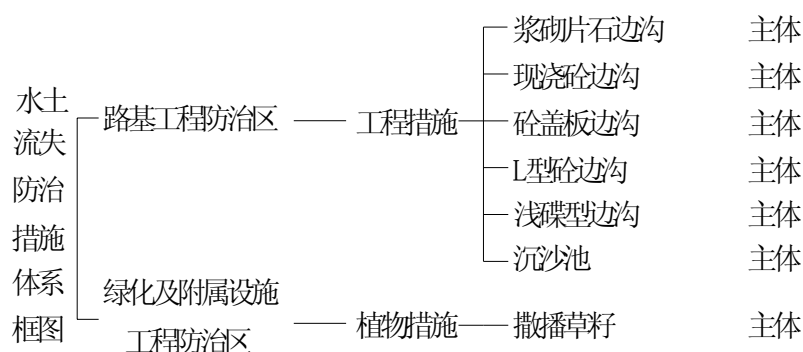 水土
流失
防治
措施
体系
框图
路基工程防治区
工程措施
浆砌片石边沟 主体
现浇砼边沟 主体
砼盖板边沟 主体
L型砼边沟 主体
浅碟型边沟 主体
沉沙池 主体
绿化及附属设施
工程防治区
植物措施
撒播草籽 主体